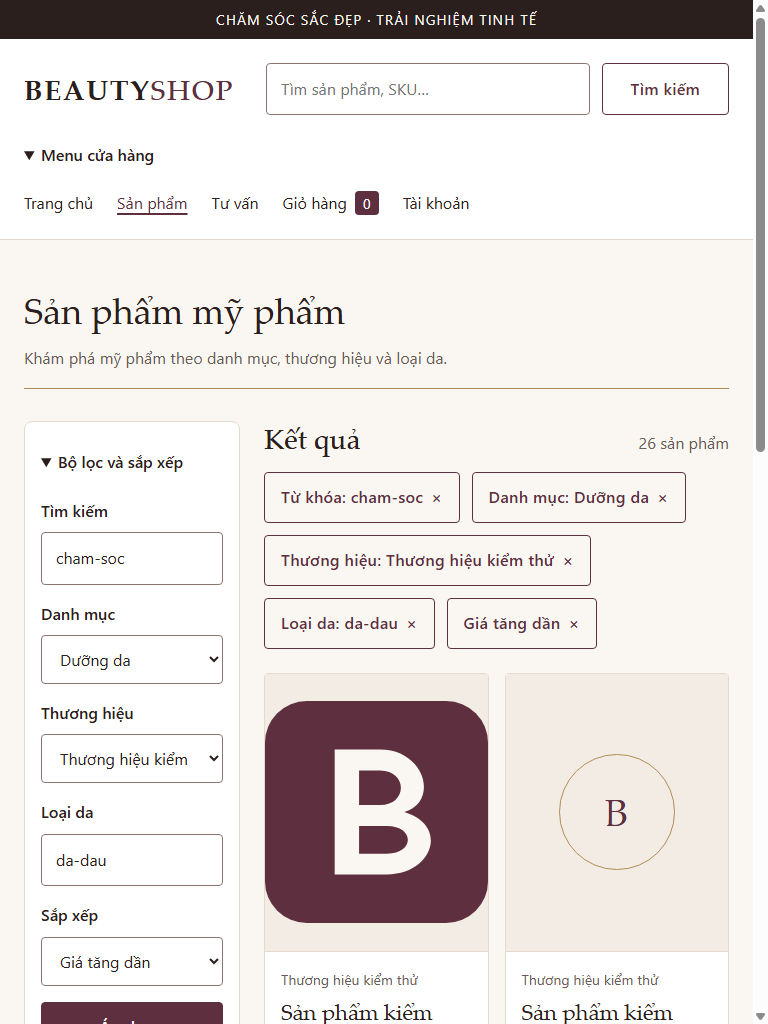 CHĂM SÓC SẮC ĐẸP · TRẢI NGHIỆM TINH TẾ
BEAUTYSHOP
Tìm sản phẩm, SKU...
Tìm kiếm
▼ Menu cửa hàng
Trang chủ Sản phẩm Tư vấn Giỏ hàng 0 Tài khoản
Sản phẩm mỹ phẩm
Khám phá mỹ phẩm theo danh mục, thương hiệu và loại da.
▼ Bộ lọc và sắp xếp
Tìm kiếm
cham-soc
Danh mục
Dưỡng da
Thương hiệu
Thương hiệu kiểm
Loại da
da-dau
Sắp xếp
Giá tăng dần
Kết quả
26 sản phẩm
Từ khóa: cham-soc ×
Danh mục: Dưỡng da ×
Thương hiệu: Thương hiệu kiểm thử ×
Loại da: da-dau ×
Giá tăng dần ×
B
Thương hiệu kiểm thử
Sản phẩm kiểm
B
Thương hiệu kiểm thử
Sản phẩm kiểm